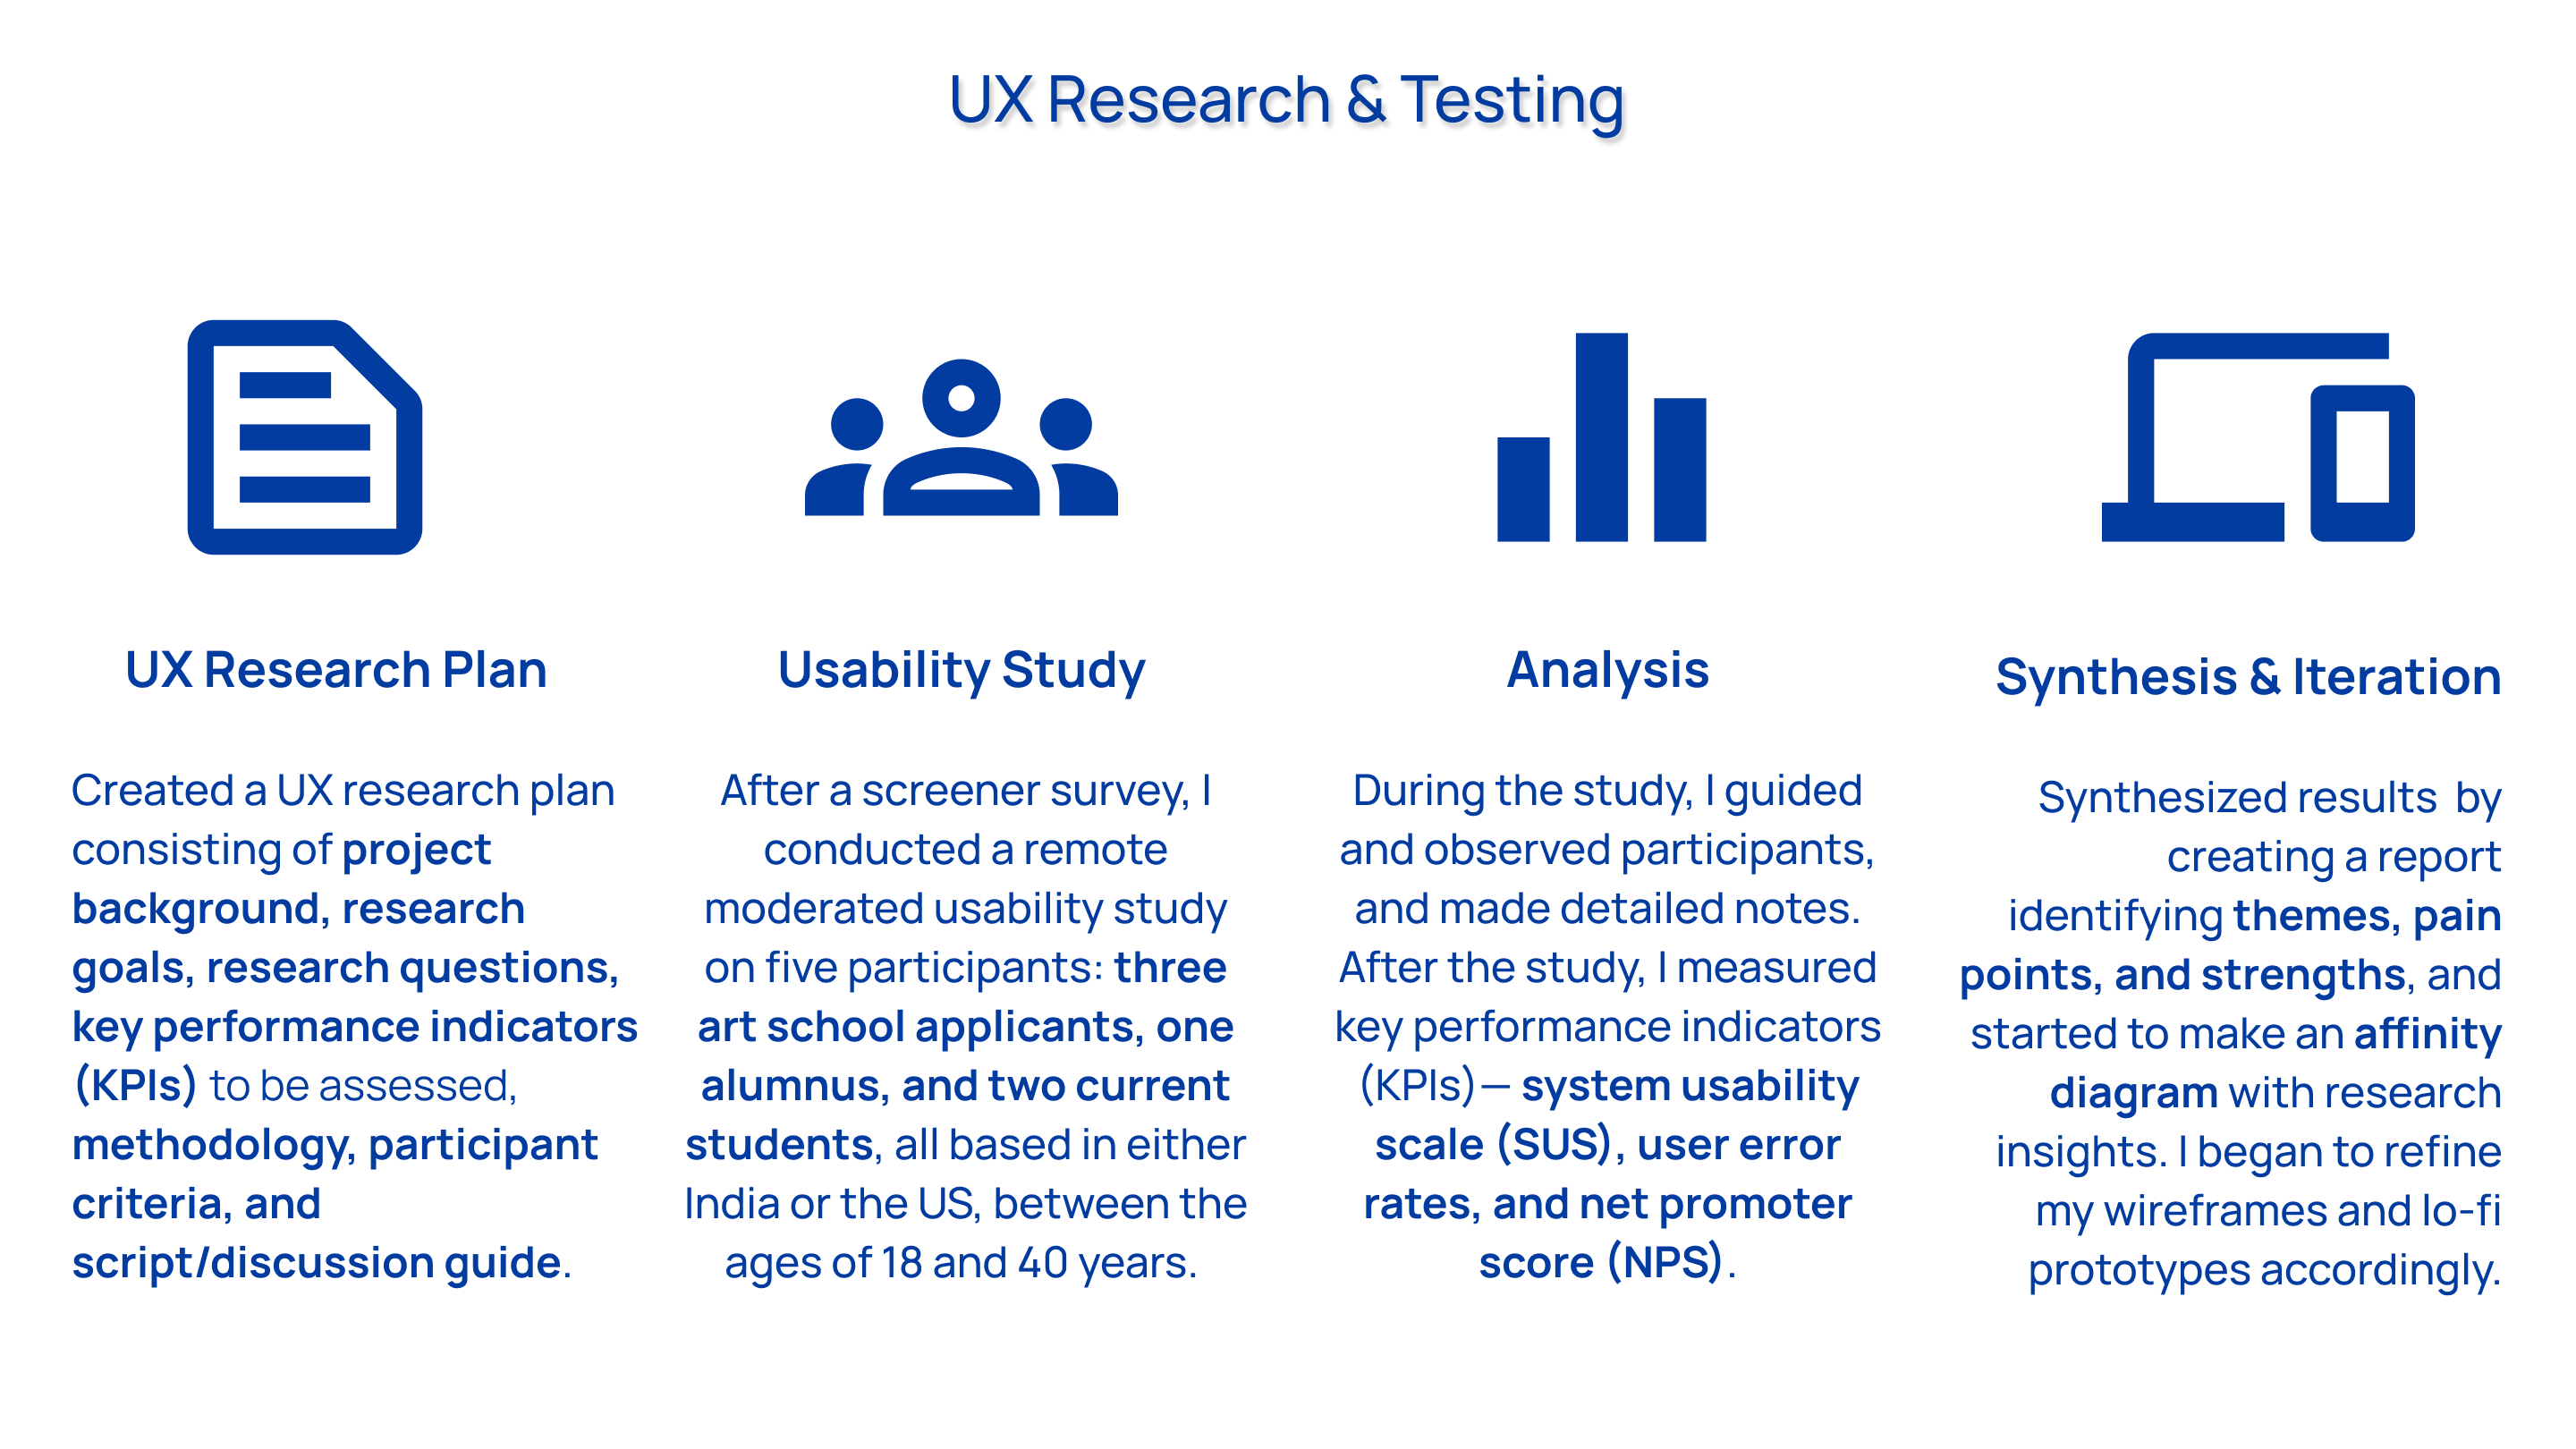 UX Research & Testing
UX Research Plan
Created a UX research plan
consisting of project
background, research
goals, research questions,
key performance indicators
(KPIs) to be assessed,
methodology, participant
criteria, and
script/discussion guide.
Usability Study
After a screener survey, I
conducted a remote
moderated usability study
on five participants: three
art school applicants, one
alumnus, and two current
students, all based in either
India or the US, between the
ages of 18 and 40 years.
Analysis
During the study, I guided
and observed participants,
and made detailed notes.
After the study, I measured
key performance indicators
(KPIs)— system usability
scale (SUS), user error
rates, and net promoter
score (NPS).
Synthesis & Iteration
Synthesized results  by
creating a report
identifying themes, pain
points, and strengths, and
started to make an affinity
diagram with research
insights. I began to refine
my wireframes and lo-fi
prototypes accordingly.